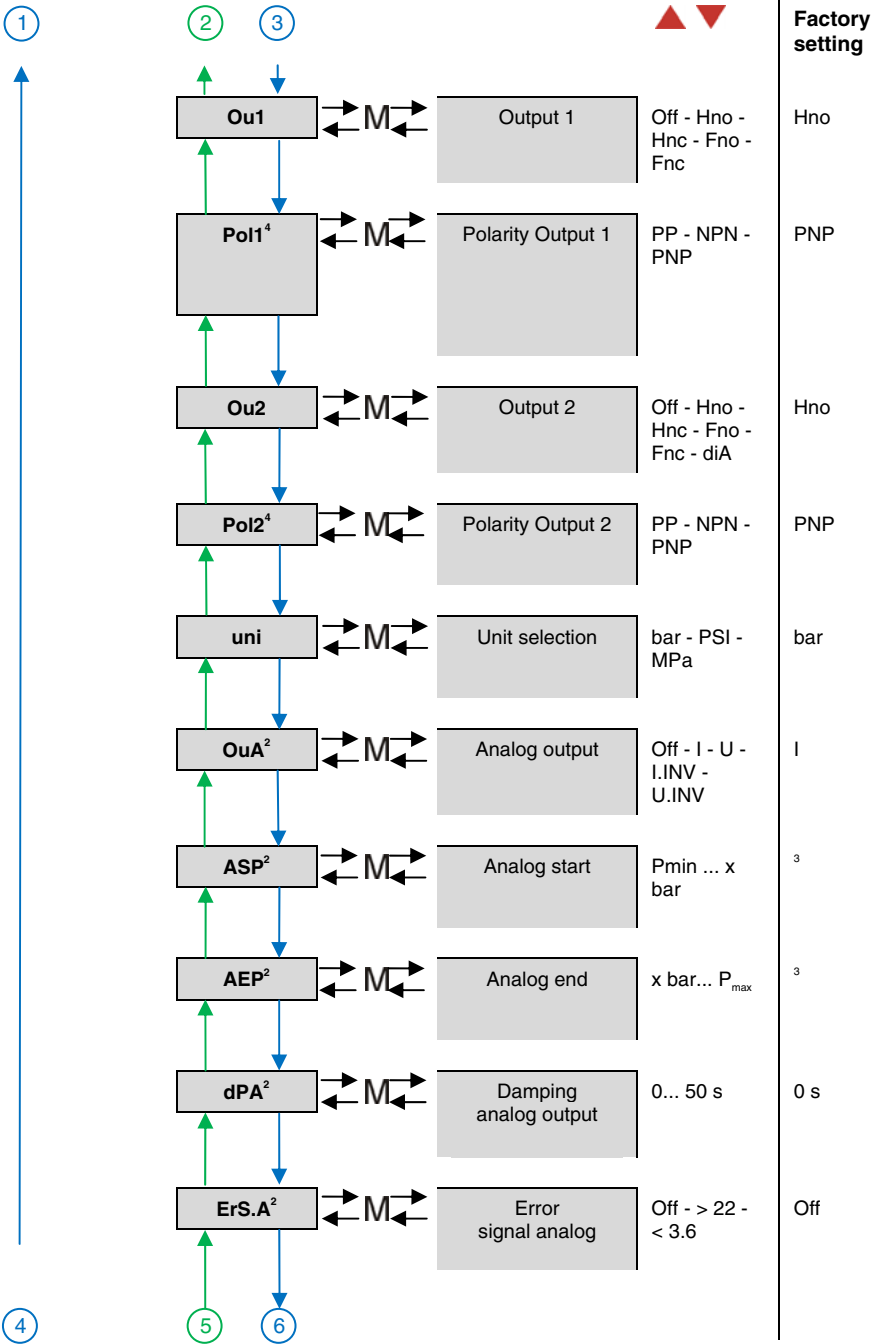 1 2 3 Factory
setting
Ou1 M Output 1 Off - Hno - Hno
Hnc - Fno -
Fnc
Pol1⁴ M Polarity Output 1 PP - NPN - PNP
PNP
Ou2 M Output 2 Off - Hno - Hno
Hnc - Fno -
Fnc - diA
Pol2⁴ M Polarity Output 2 PP - NPN - PNP
PNP
uni M Unit selection bar - PSI - bar
MPa
OuA² M Analog output Off - I - U - I
I.INV -
U.INV
ASP² M Analog start Pmin ... x ³
bar
AEP² M Analog end x bar... Pmax ³
dPA² M Damping 0... 50 s 0 s
analog output
ErS.A² M Error Off - > 22 - Off
signal analog < 3.6
4 5 6